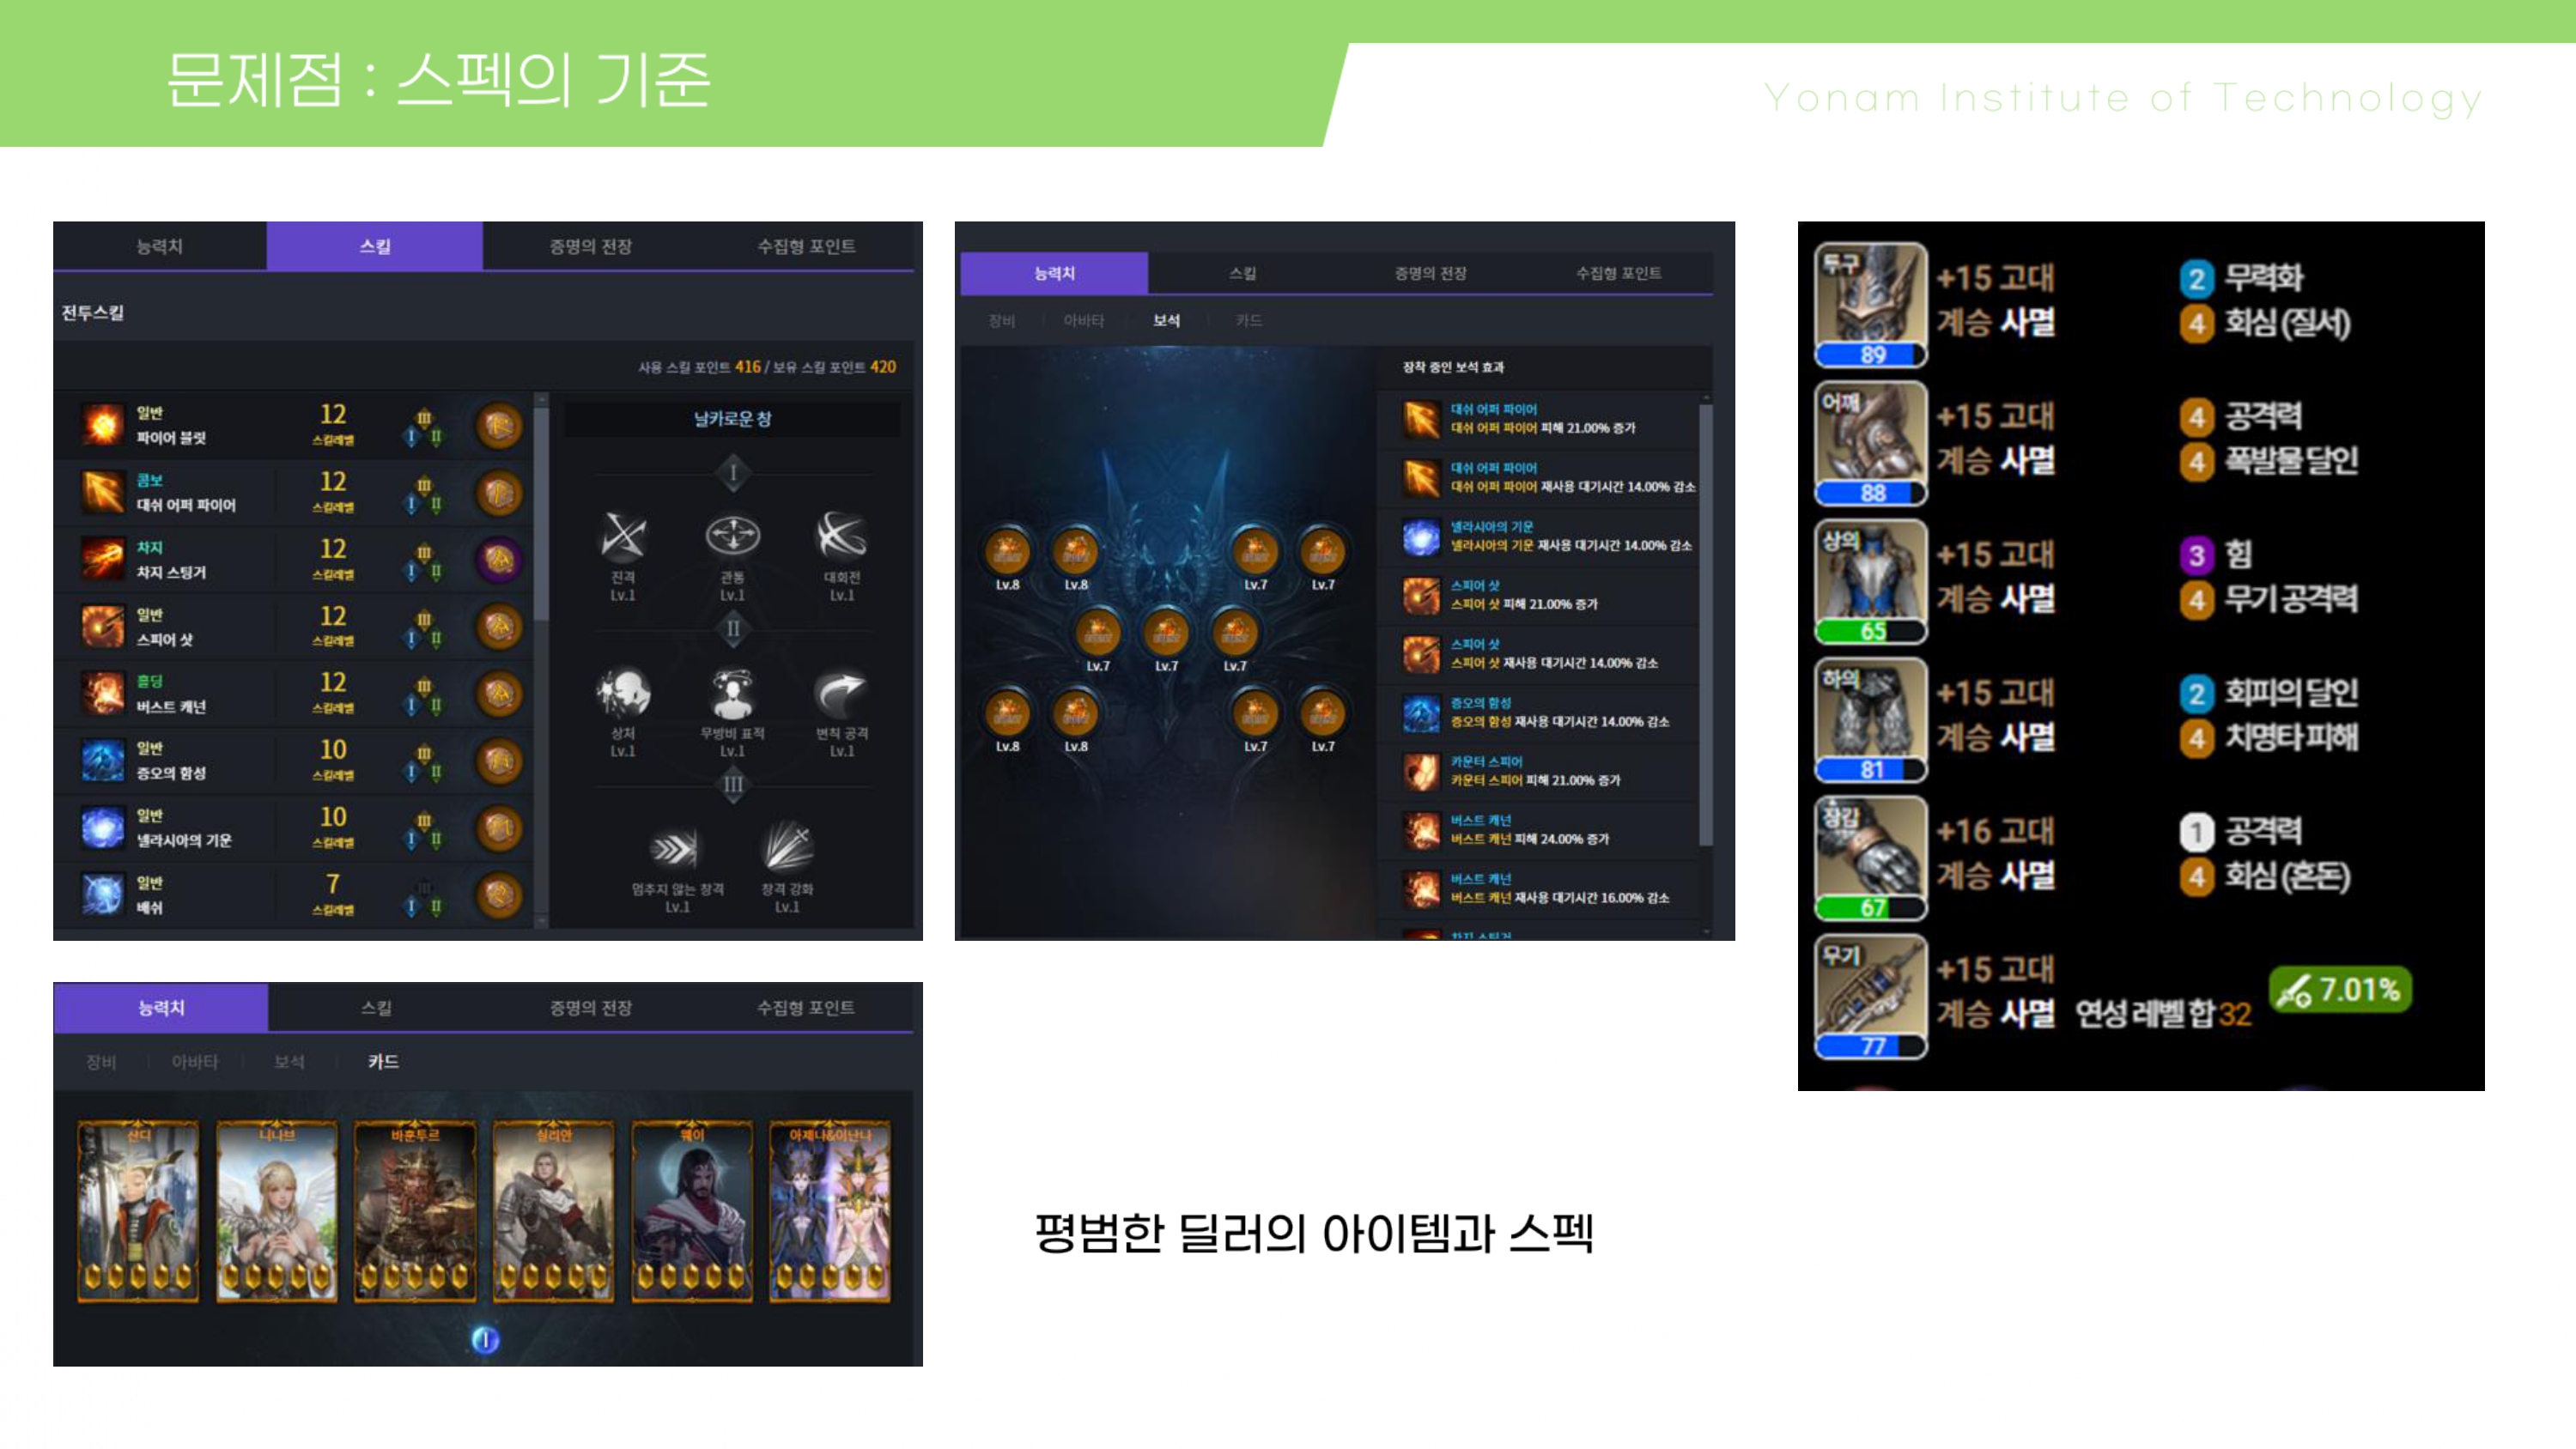 문제점 : 스펙의 기준
Yonam Institute of Technology
능력치 스킬 증명의 전장 수집형 포인트
전투스킬
사용 스킬 포인트 416 / 보유 스킬 포인트 420
일반
파이어 불릿
12
스킬레벨
III
I II
콤보
대쉬 어퍼 파이어
12
스킬레벨
III
I II
차지
차지 스팅거
12
스킬레벨
III
I II
일반
스피어 샷
12
스킬레벨
III
I II
홀딩
버스트 캐넌
12
스킬레벨
III
I II
일반
증오의 함성
10
스킬레벨
III
I II
일반
넬라시아의 기운
10
스킬레벨
III
I II
일반
배쉬
7
스킬레벨
III
I II
날카로운 창
I
진격 관통 대회전
Lv.1 Lv.1 Lv.1
II
상처 무방비 표적 변칙 공격
Lv.1 Lv.1 Lv.1
III
멈추지 않는 창격 창격 강화
Lv.1 Lv.1
능력치 스킬 증명의 전장 수집형 포인트
장비 아바타 보석 카드
Lv.8 Lv.8 Lv.7 Lv.7
Lv.7 Lv.7 Lv.7
Lv.8 Lv.8 Lv.7 Lv.7
장착 중인 보석 효과
대쉬 어퍼 파이어
대쉬 어퍼 파이어 피해 21.00% 증가
대쉬 어퍼 파이어
대쉬 어퍼 파이어 재사용 대기시간 14.00% 감소
넬라시아의 기운
넬라시아의 기운 재사용 대기시간 14.00% 감소
스피어 샷
스피어 샷 피해 21.00% 증가
스피어 샷
스피어 샷 재사용 대기시간 14.00% 감소
증오의 함성
증오의 함성 재사용 대기시간 14.00% 감소
카운터 스피어
카운터 스피어 피해 21.00% 증가
버스트 캐넌
버스트 캐넌 피해 24.00% 증가
버스트 캐넌
버스트 캐넌 재사용 대기시간 16.00% 감소
차지 스팅거
투구
89
+15 고대
계승 사멸
2 무력화
4 회심 (질서)
어깨
88
+15 고대
계승 사멸
4 공격력
4 폭발물 달인
상의
65
+15 고대
계승 사멸
3 힘
4 무기 공격력
하의
81
+15 고대
계승 사멸
2 회피의 달인
4 치명타 피해
장갑
67
+16 고대
계승 사멸
1 공격력
4 회심 (혼돈)
무기
77
+15 고대
계승 사멸 연성 레벨 합 32
7.01%
능력치 스킬 증명의 전장 수집형 포인트
장비 아바타 보석 카드
샨디 니나브 바훈투르 실리안 웨이 아제나&이난나
I
평범한 딜러의 아이템과 스펙